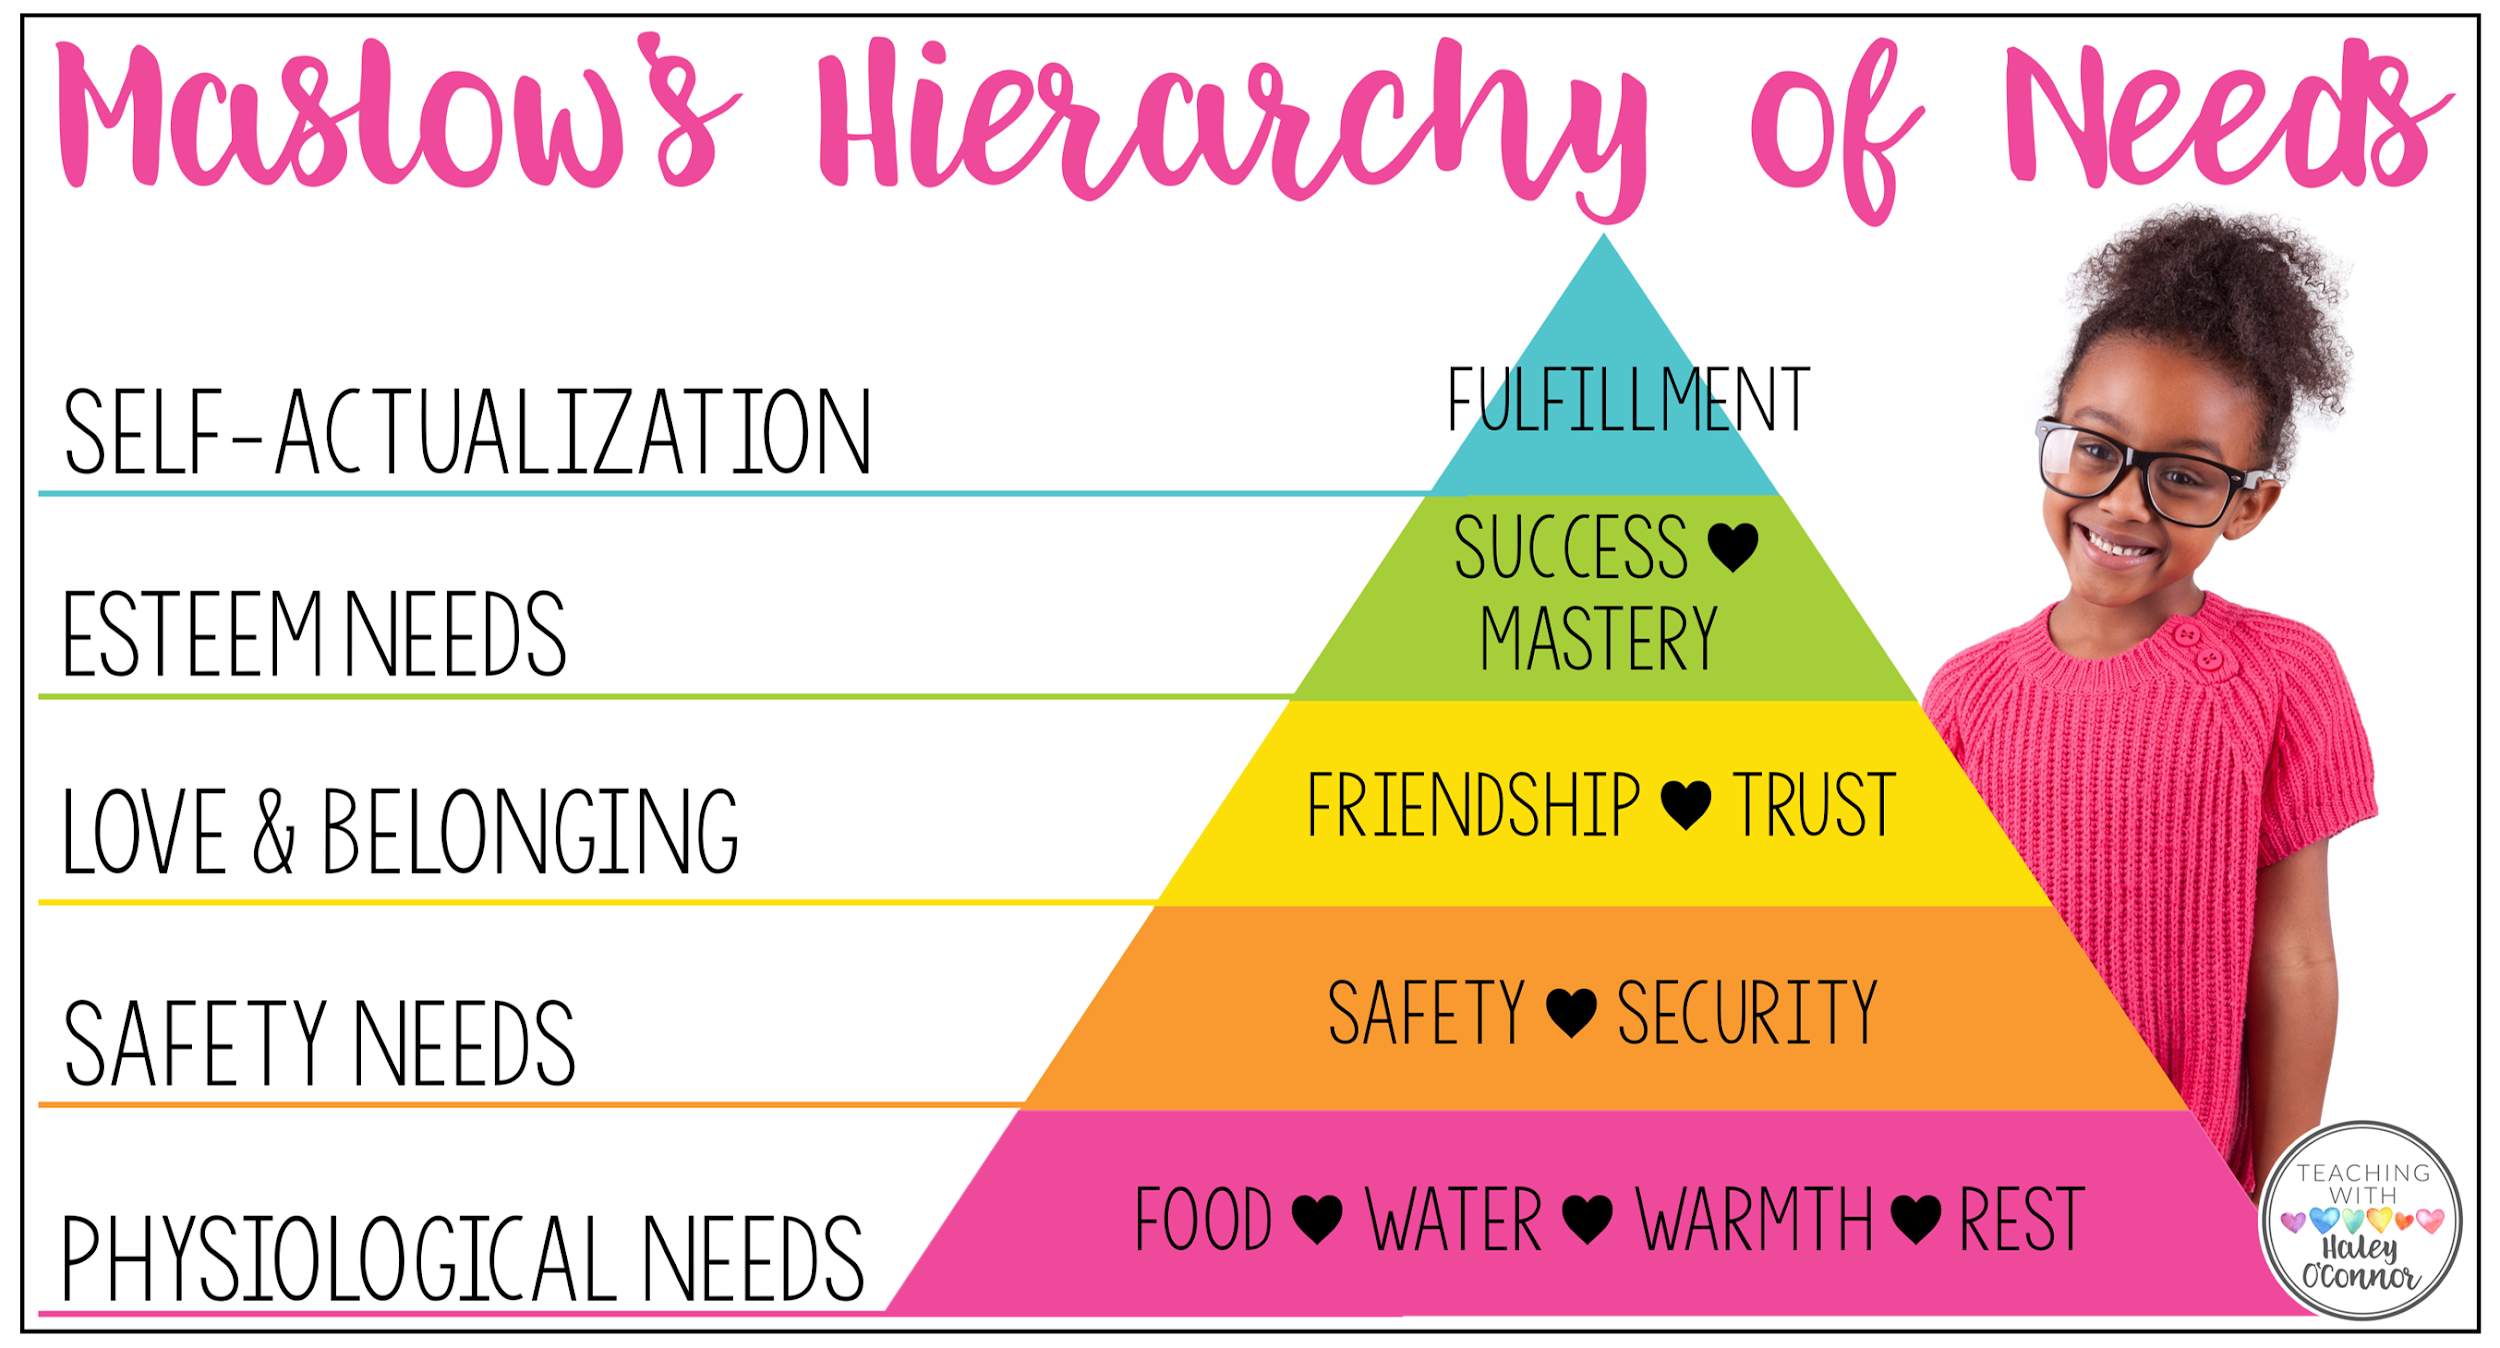 Maslow's Hierarchy of Needs
SELF-ACTUALIZATION
FULFILLMENT
ESTEEM NEEDS
SUCCESS ♥
MASTERY
LOVE & BELONGING
FRIENDSHIP ♥ TRUST
SAFETY NEEDS
SAFETY ♥ SECURITY
PHYSIOLOGICAL NEEDS
FOOD ♥ WATER ♥ WARMTH ♥ REST
TEACHING
WITH
Haley
O'Connor